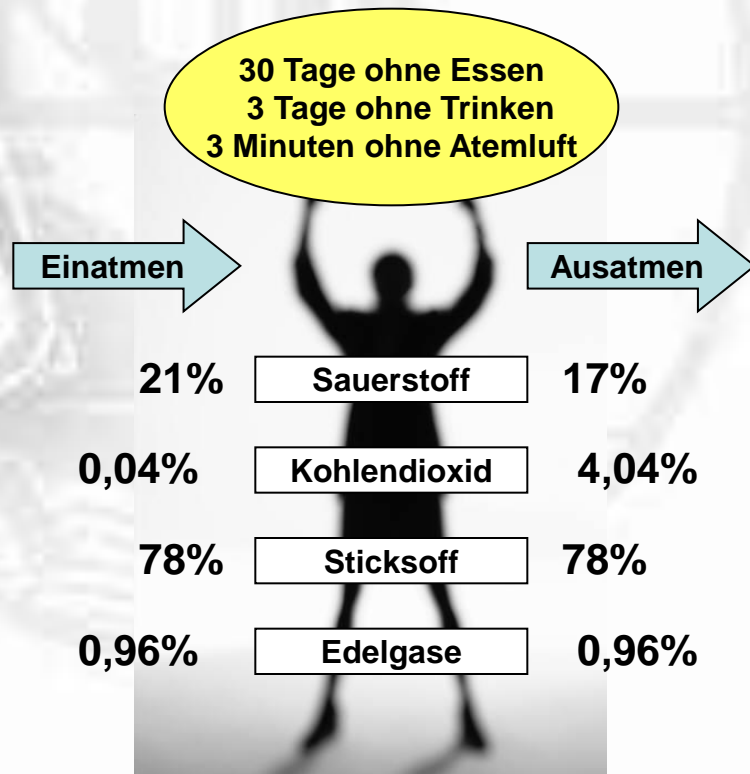 30 Tage ohne Essen
3 Tage ohne Trinken
3 Minuten ohne Atemluft
Einatmen
Ausatmen
21% Sauerstoff 17%
0,04% Kohlendioxid 4,04%
78% Sticksoff 78%
0,96% Edelgase 0,96%